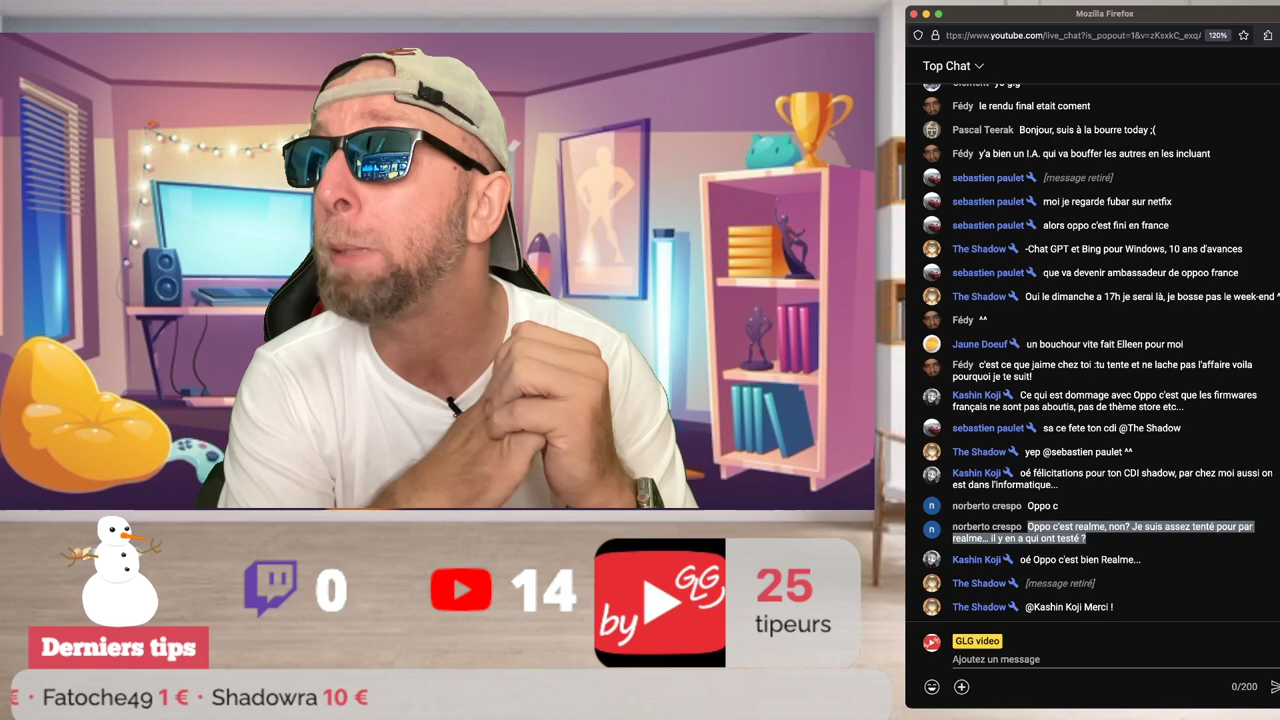 Mozilla Firefox
ttps://www.youtube.com/live_chat?is_popout=1&v=zKsxkC_exq/ 120%
Top Chat
Clement yo glg
Fédy le rendu final etait coment
Pascal Teerak Bonjour, suis à la bourre today ;(
Fédy y'a bien un I.A. qui va bouffer les autres en les incluant
sebastien paulet [message retiré]
sebastien paulet moi je regarde fubar sur netfix
sebastien paulet alors oppo c'est fini en france
The Shadow -Chat GPT et Bing pour Windows, 10 ans d'avances
sebastien paulet que va devenir ambassadeur de oppoo france
The Shadow Oui le dimanche a 17h je serai là, je bosse pas le week-end ^
Fédy ^^
Jaune Doeuf un bouchour vite fait Elleen pour moi
Fédy c'est ce que jaime chez toi :tu tente et ne lache pas l'affaire voila
pourquoi je te suit!
Kashin Koji Ce qui est dommage avec Oppo c'est que les firmwares
français ne sont pas aboutis, pas de thème store etc...
sebastien paulet sa ce fete ton cdi @The Shadow
The Shadow yep @sebastien paulet ^^
Kashin Koji oé félicitations pour ton CDI shadow, par chez moi aussi on
est dans l'informatique...
n norberto crespo Oppo c
n norberto crespo Oppo c'est realme, non? Je suis assez tenté pour par
realme... il y en a qui ont testé ?
Kashin Koji oé Oppo c'est bien Realme...
The Shadow [message retiré]
The Shadow @Kashin Koji Merci !
GLG video
Ajoutez un message
0/200
0
14
by GLG
25
tipeurs
Derniers tips
€ · Fatoche49 1 € · Shadowra 10 €